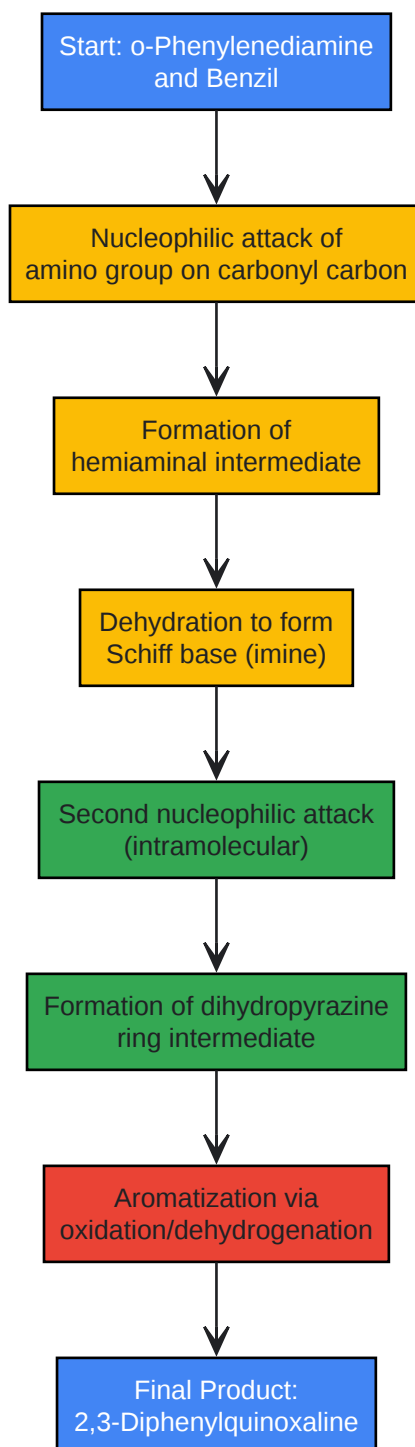 Start: o-Phenylenediamine
and Benzil
Nucleophilic attack of
amino group on carbonyl carbon
Formation of
hemiaminal intermediate
Dehydration to form
Schiff base (imine)
Second nucleophilic attack
(intramolecular)
Formation of dihydropyrazine
ring intermediate
Aromatization via
oxidation/dehydrogenation
Final Product:
2,3-Diphenylquinoxaline